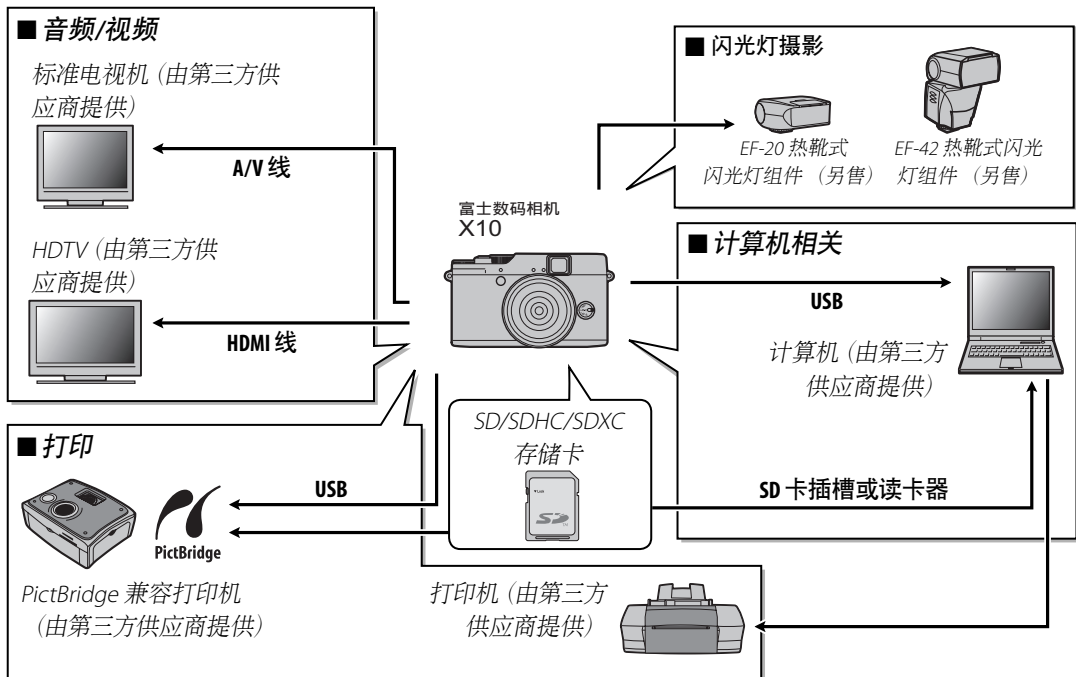 ■ 音频/视频
标准电视机（由第三方供
应商提供）
A/V 线
HDTV（由第三方供
应商提供）
HDMI 线
富士数码相机
X10
■ 闪光灯摄影
EF-20 热靴式
闪光灯组件 （另售）
EF-42 热靴式闪光
灯组件 （另售）
■ 计算机相关
USB
计算机（由第三方
供应商提供）
SD 卡插槽或读卡器
SD/SDHC/SDXC
存储卡
SD
■ 打印
USB
PictBridge
PictBridge 兼容打印机
（由第三方供应商提供）
打印机（由第三方
供应商提供）